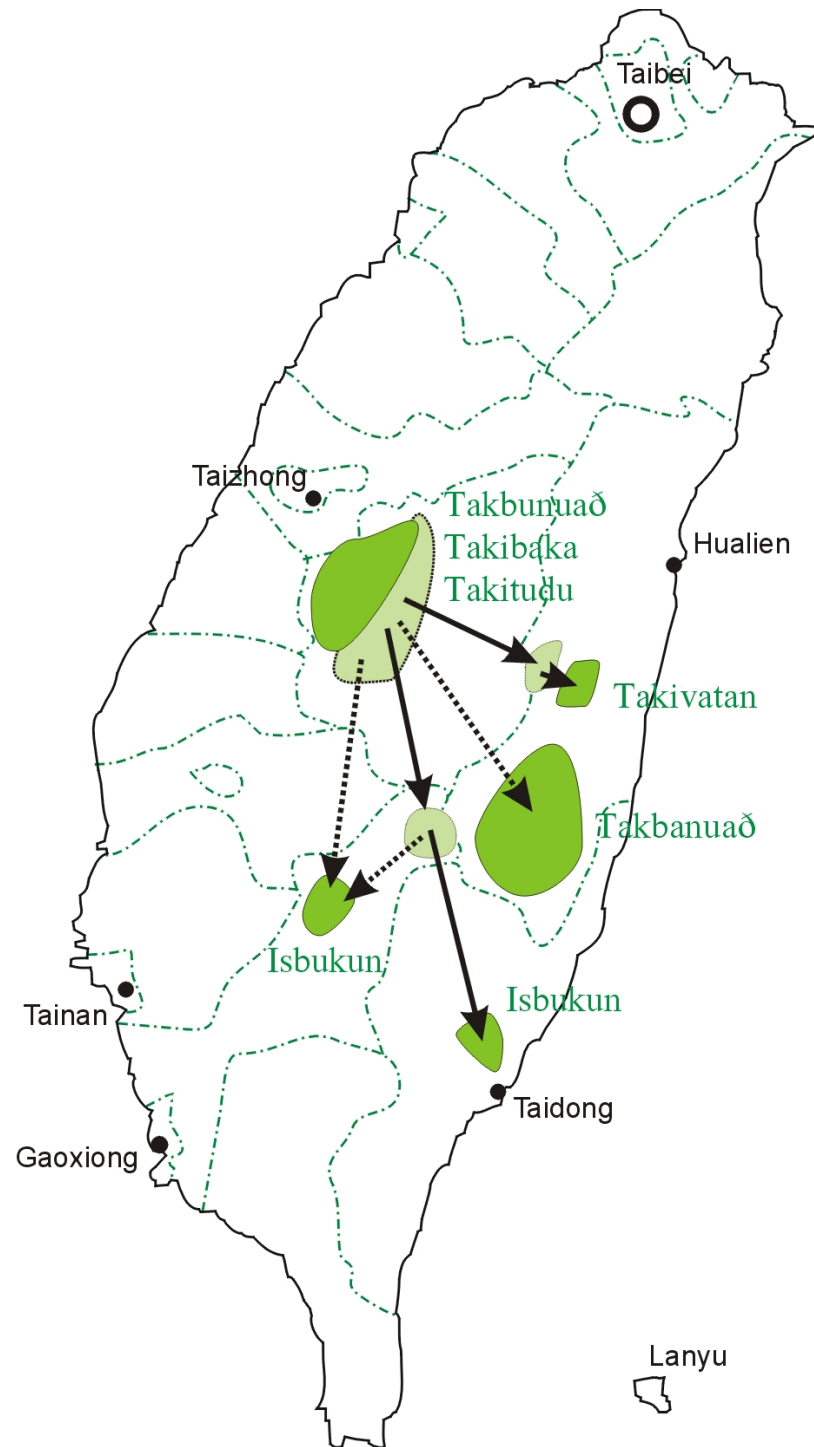 Taibei
Taizhong
Takbunuað
Takibaka
Takitudu
Hualien
Takivatan
Takbanuað
Isbukun
Isbukun
Tainan
Taidong
Gaoxiong
Lanyu